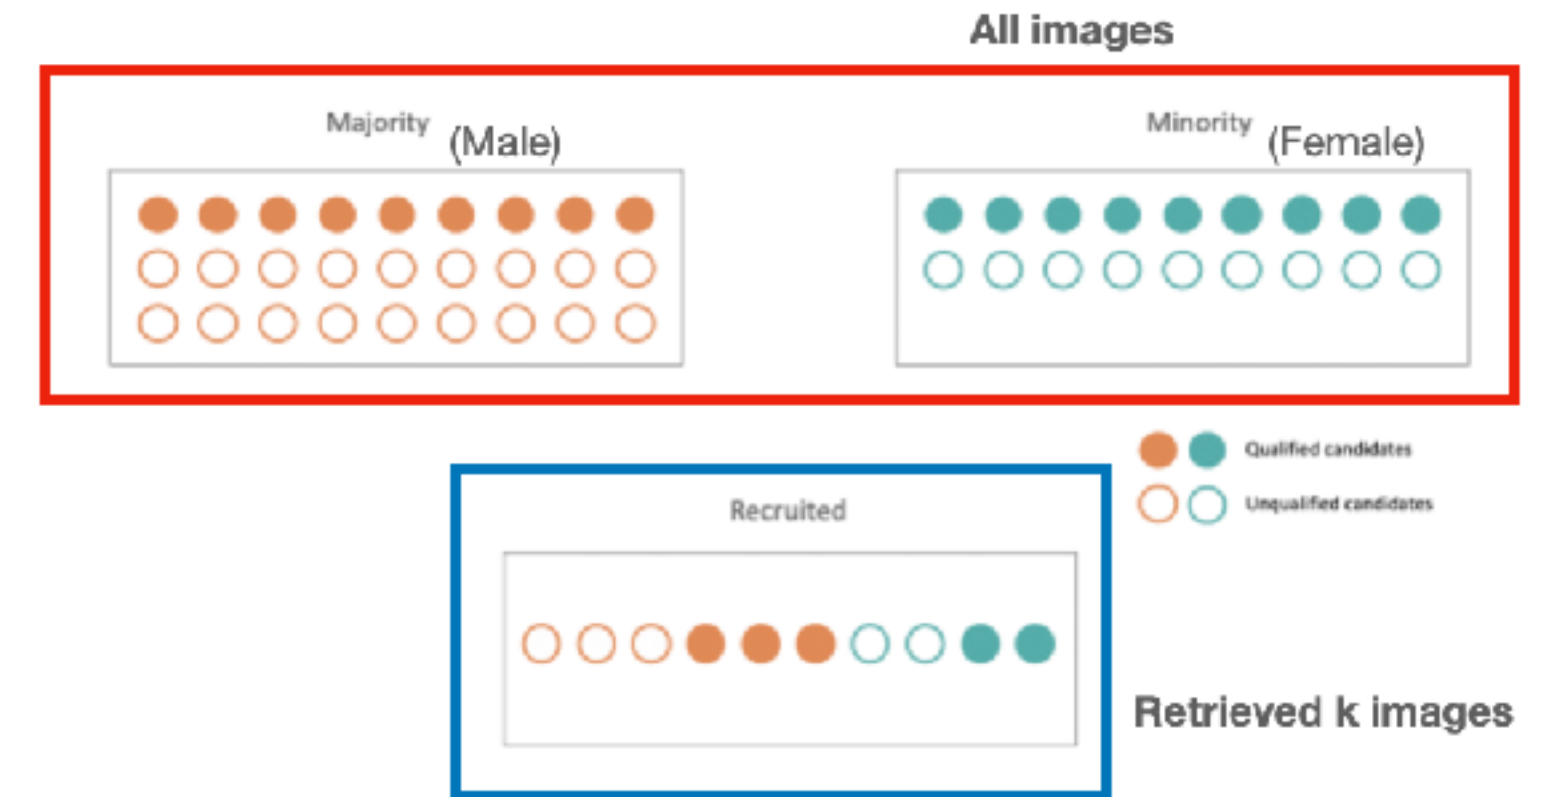 All images
Majority (Male)
Minority (Female)
Qualified candidates
Unqualified candidates
Recruited
Retrieved k images